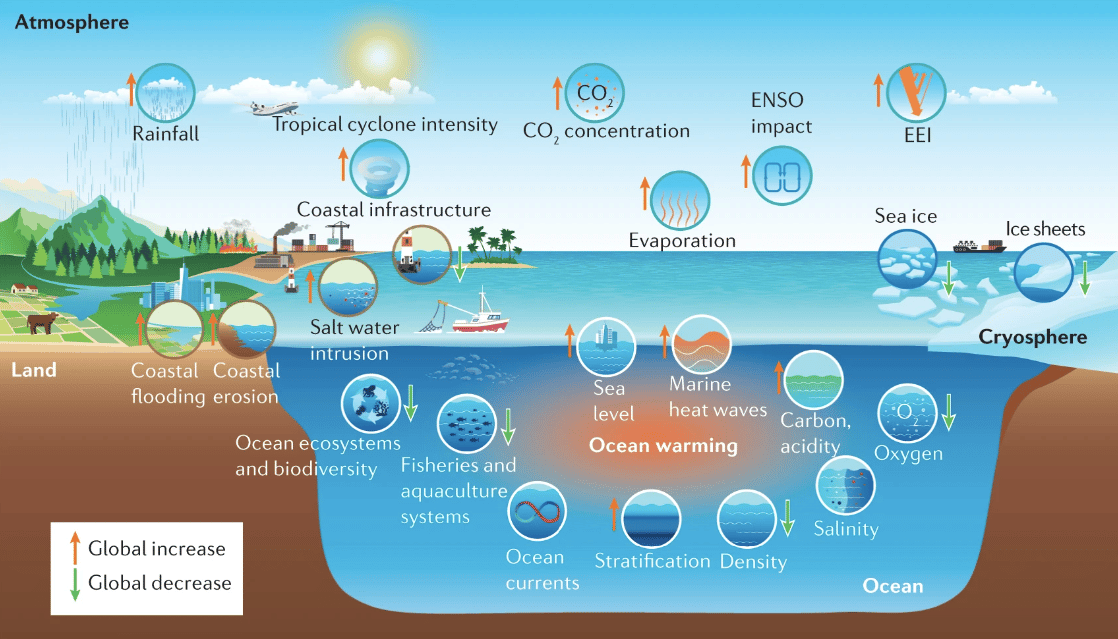 Atmosphere
Rainfall
Tropical cyclone intensity
CO₂
CO₂ concentration
ENSO
impact
EEI
Coastal infrastructure
Evaporation
Sea ice
Ice sheets
Salt water
intrusion
Cryosphere
Land
Coastal
flooding
Coastal
erosion
Sea
level
Marine
heat waves
Carbon,
acidity
O₂
Oxygen
Ocean ecosystems
and biodiversity
Fisheries and
aquaculture
systems
Ocean warming
Ocean
currents
Stratification
Density
Salinity
Ocean
Global increase
Global decrease